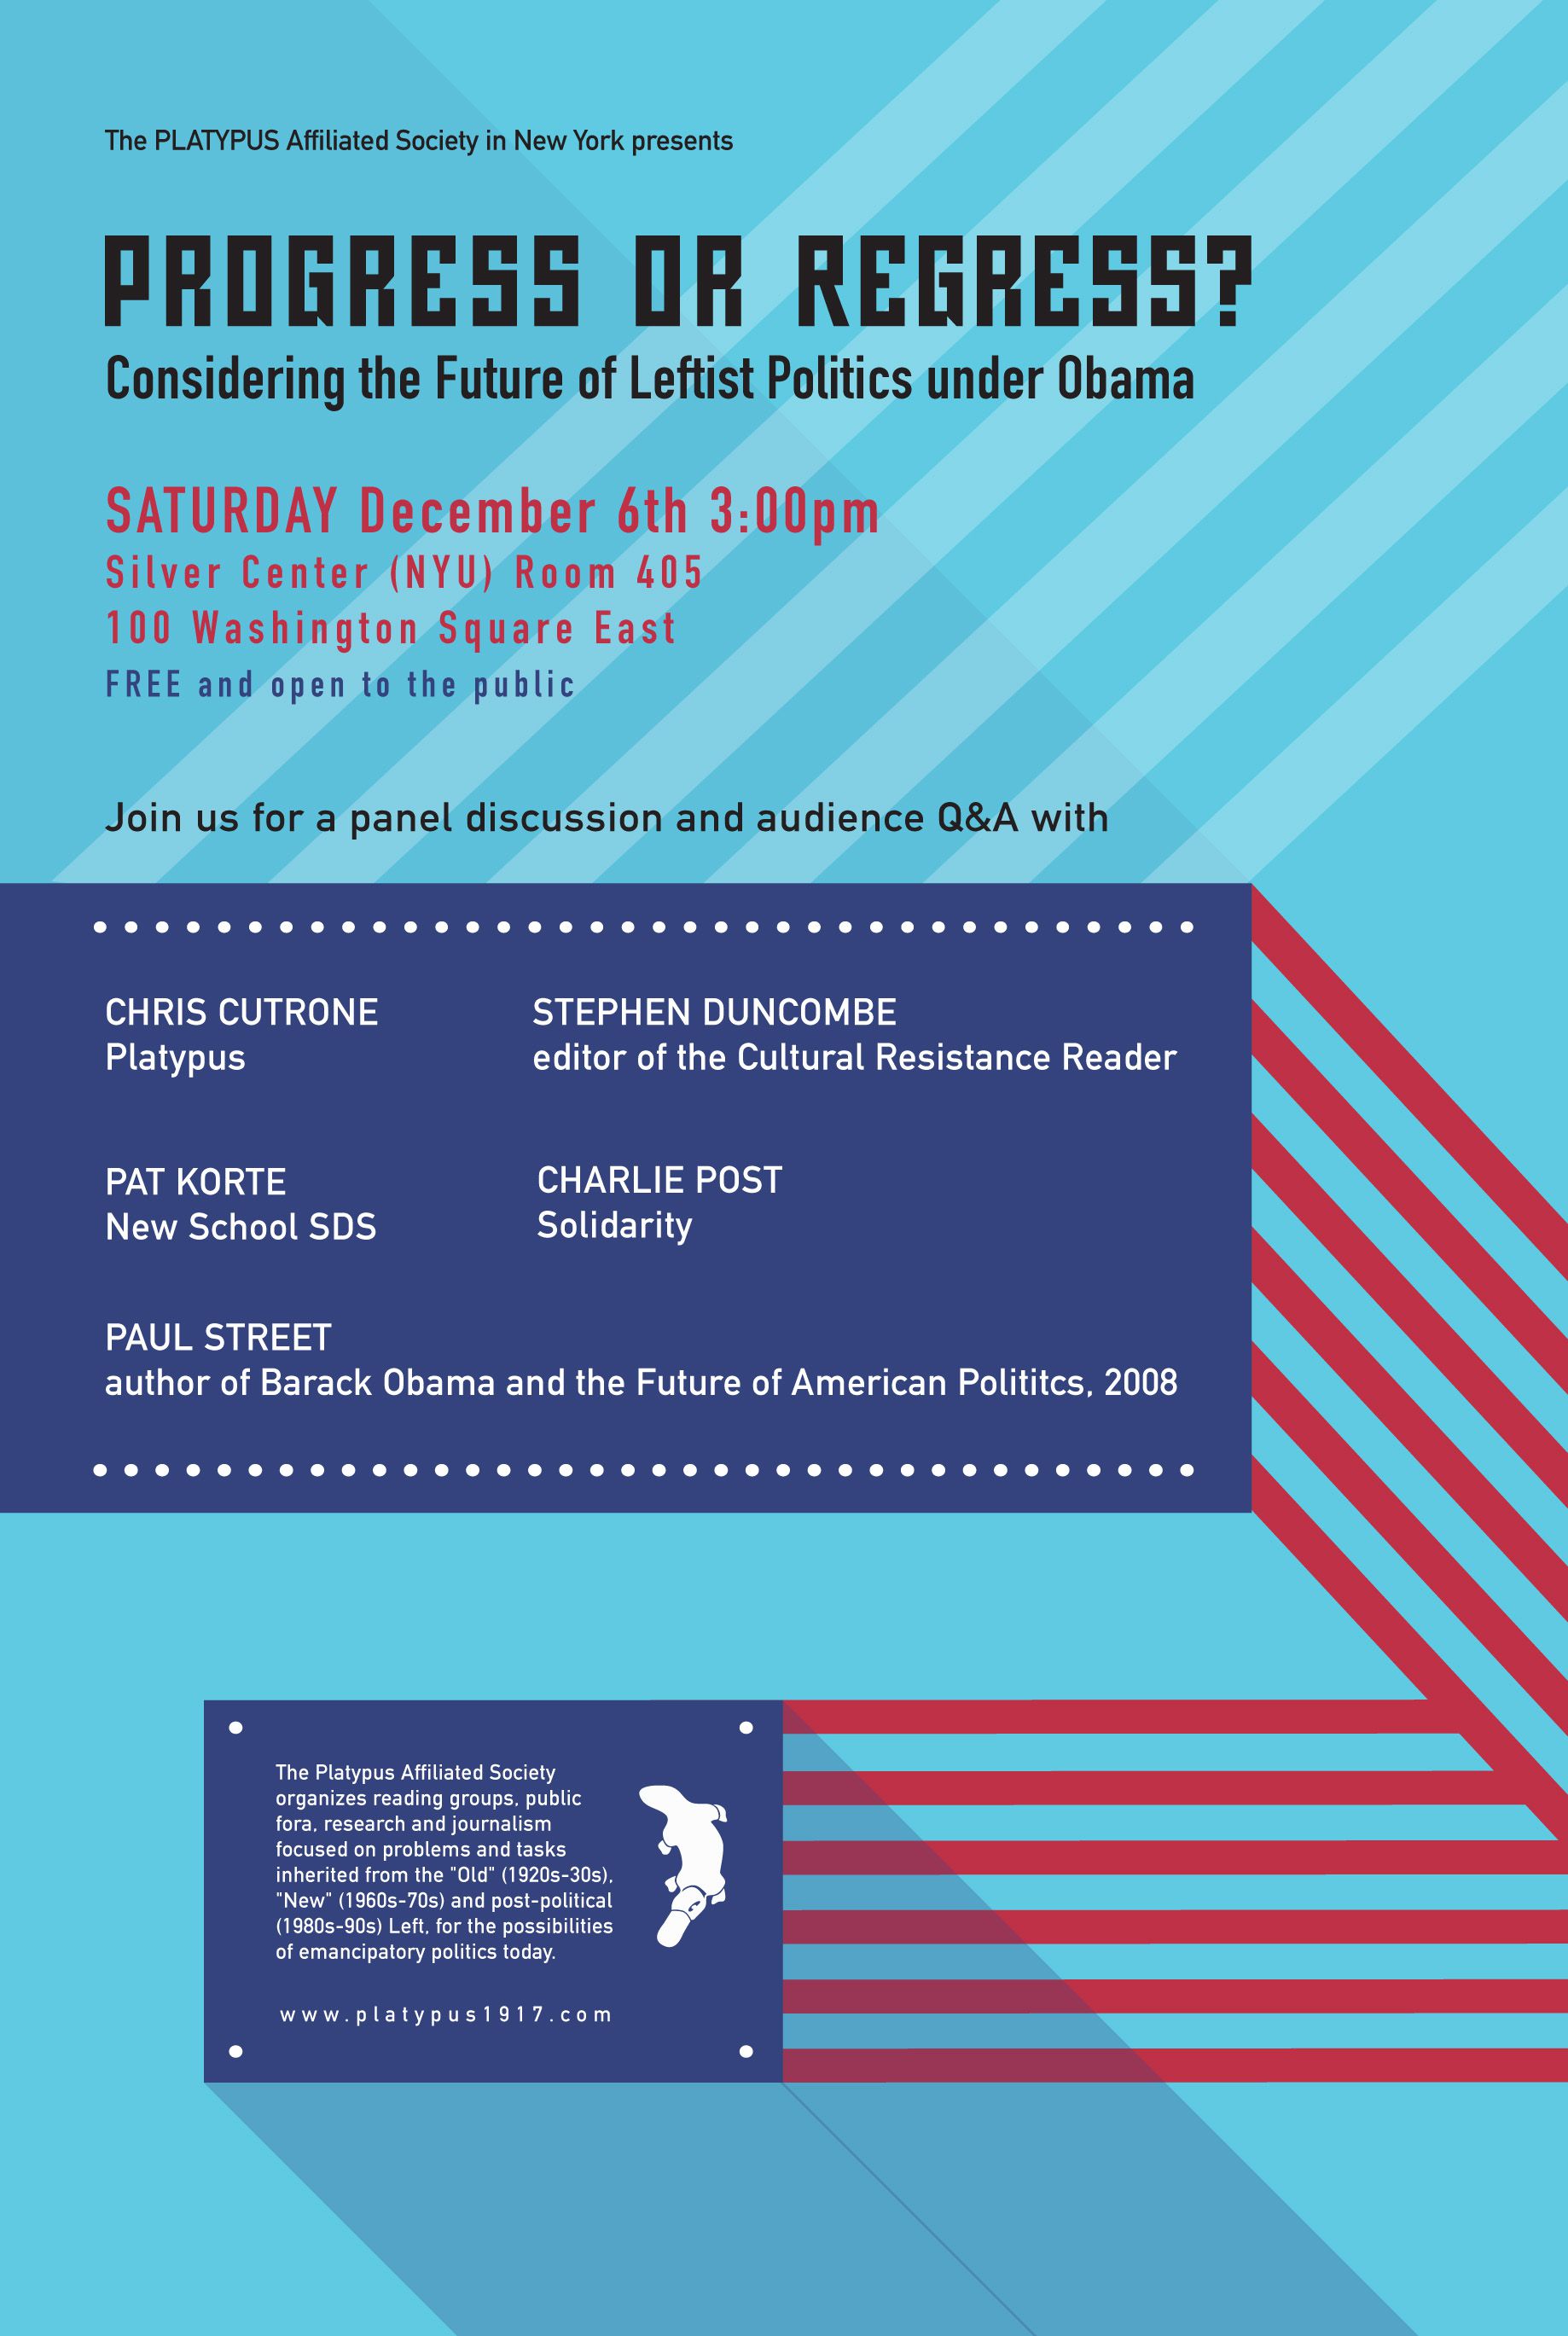 The PLATYPUS Affiliated Society in New York presents
PROGRESS OR REGRESS?
Considering the Future of Leftist Politics under Obama
SATURDAY December 6th 3:00pm
Silver Center (NYU) Room 405
100 Washington Square East
FREE and open to the public
Join us for a panel discussion and audience Q&A with
CHRIS CUTRONE
Platypus
STEPHEN DUNCOMBE
editor of the Cultural Resistance Reader
PAT KORTE
New School SDS
CHARLIE POST
Solidarity
PAUL STREET
author of Barack Obama and the Future of American Polititcs, 2008
The Platypus Affiliated Society
organizes reading groups, public
fora, research and journalism
focused on problems and tasks
inherited from the "Old" (1920s-30s),
"New" (1960s-70s) and post-political
(1980s-90s) Left, for the possibilities
of emancipatory politics today.
www.platypus1917.com